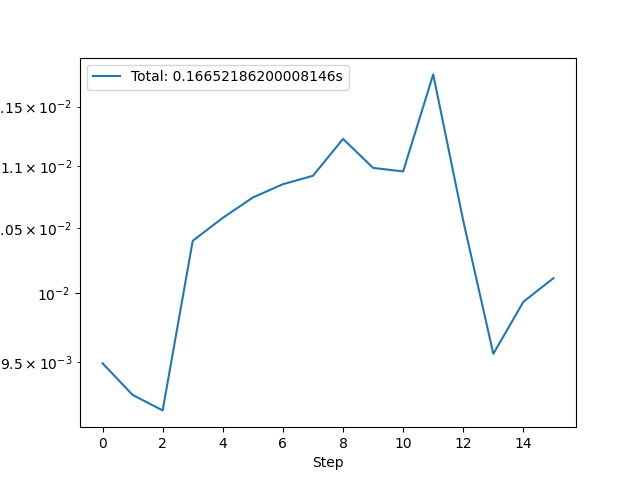 Total: 0.16652186200008146s
.15 × 10⁻²
1.1 × 10⁻²
.05 × 10⁻²
10⁻²
9.5 × 10⁻³
0 2 4 6 8 10 12 14
Step